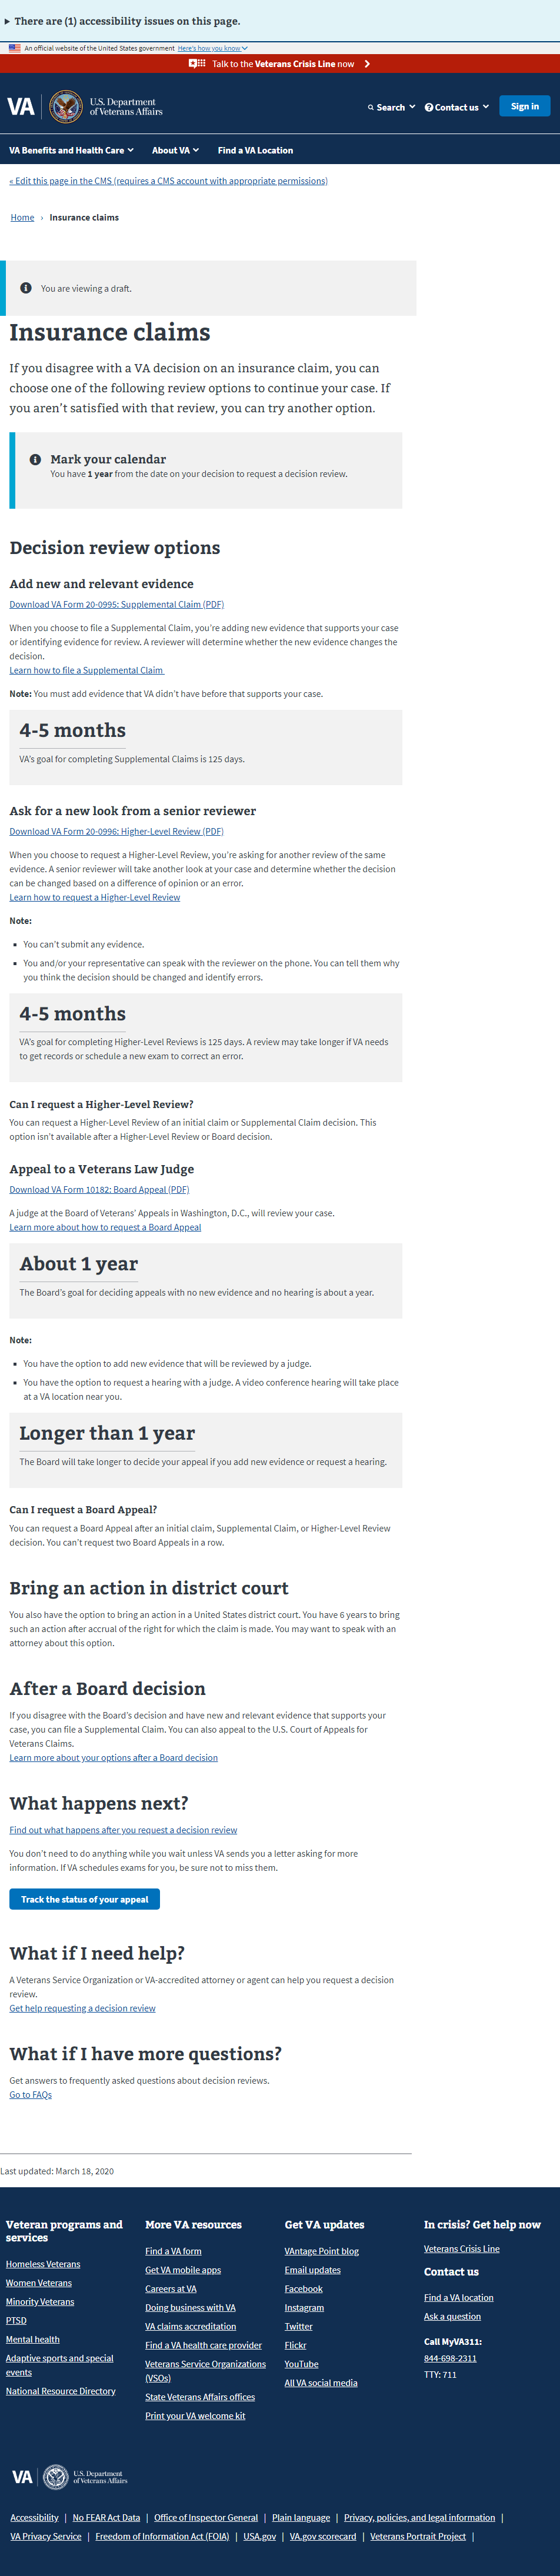 There are (1) accessibility issues on this page.
An official website of the United States government Here's how you know
Talk to the Veterans Crisis Line now
VA U.S. Department of Veterans Affairs
Search Contact us Sign in
VA Benefits and Health Care About VA Find a VA Location
« Edit this page in the CMS (requires a CMS account with appropriate permissions)
Home › Insurance claims
You are viewing a draft.
Insurance claims
If you disagree with a VA decision on an insurance claim, you can
choose one of the following review options to continue your case. If
you aren’t satisfied with that review, you can try another option.
Mark your calendar
You have 1 year from the date on your decision to request a decision review.
Decision review options
Add new and relevant evidence
Download VA Form 20-0995: Supplemental Claim (PDF)
When you choose to file a Supplemental Claim, you’re adding new evidence that supports your case
or identifying evidence for review. A reviewer will determine whether the new evidence changes the
decision.
Learn how to file a Supplemental Claim
Note: You must add evidence that VA didn’t have before that supports your case.
4-5 months
VA’s goal for completing Supplemental Claims is 125 days.
Ask for a new look from a senior reviewer
Download VA Form 20-0996: Higher-Level Review (PDF)
When you choose to request a Higher-Level Review, you’re asking for another review of the same
evidence. A senior reviewer will take another look at your case and determine whether the decision
can be changed based on a difference of opinion or an error.
Learn how to request a Higher-Level Review
Note:
You can’t submit any evidence.
You and/or your representative can speak with the reviewer on the phone. You can tell them why
you think the decision should be changed and identify errors.
4-5 months
VA’s goal for completing Higher-Level Reviews is 125 days. A review may take longer if VA needs
to get records or schedule a new exam to correct an error.
Can I request a Higher-Level Review?
You can request a Higher-Level Review of an initial claim or Supplemental Claim decision. This
option isn’t available after a Higher-Level Review or Board decision.
Appeal to a Veterans Law Judge
Download VA Form 10182: Board Appeal (PDF)
A judge at the Board of Veterans’ Appeals in Washington, D.C., will review your case.
Learn more about how to request a Board Appeal
About 1 year
The Board’s goal for deciding appeals with no new evidence and no hearing is about a year.
Note:
You have the option to add new evidence that will be reviewed by a judge.
You have the option to request a hearing with a judge. A video conference hearing will take place
at a VA location near you.
Longer than 1 year
The Board will take longer to decide your appeal if you add new evidence or request a hearing.
Can I request a Board Appeal?
You can request a Board Appeal after an initial claim, Supplemental Claim, or Higher-Level Review
decision. You can’t request two Board Appeals in a row.
Bring an action in district court
You also have the option to bring an action in a United States district court. You have 6 years to bring
such an action after accrual of the right for which the claim is made. You may want to speak with an
attorney about this option.
After a Board decision
If you disagree with the Board’s decision and have new and relevant evidence that supports your
case, you can file a Supplemental Claim. You can also appeal to the U.S. Court of Appeals for
Veterans Claims.
Learn more about your options after a Board decision
What happens next?
Find out what happens after you request a decision review
You don’t need to do anything while you wait unless VA sends you a letter asking for more
information. If VA schedules exams for you, be sure not to miss them.
Track the status of your appeal
What if I need help?
A Veterans Service Organization or VA-accredited attorney or agent can help you request a decision
review.
Get help requesting a decision review
What if I have more questions?
Get answers to frequently asked questions about decision reviews.
Go to FAQs
Last updated: March 18, 2020
Veteran programs and
services
Homeless Veterans
Women Veterans
Minority Veterans
PTSD
Mental health
Adaptive sports and special
events
National Resource Directory
More VA resources
Find a VA form
Get VA mobile apps
Careers at VA
Doing business with VA
VA claims accreditation
Find a VA health care provider
Veterans Service Organizations
(VSOs)
State Veterans Affairs offices
Print your VA welcome kit
Get VA updates
VAntage Point blog
Email updates
Facebook
Instagram
Twitter
Flickr
YouTube
All VA social media
In crisis? Get help now
Veterans Crisis Line
Contact us
Find a VA location
Ask a question
Call MyVA311:
844-698-2311
TTY: 711
VA U.S. Department of Veterans Affairs
Accessibility | No FEAR Act Data | Office of Inspector General | Plain language | Privacy, policies, and legal information |
VA Privacy Service | Freedom of Information Act (FOIA) | USA.gov | VA.gov scorecard | Veterans Portrait Project |